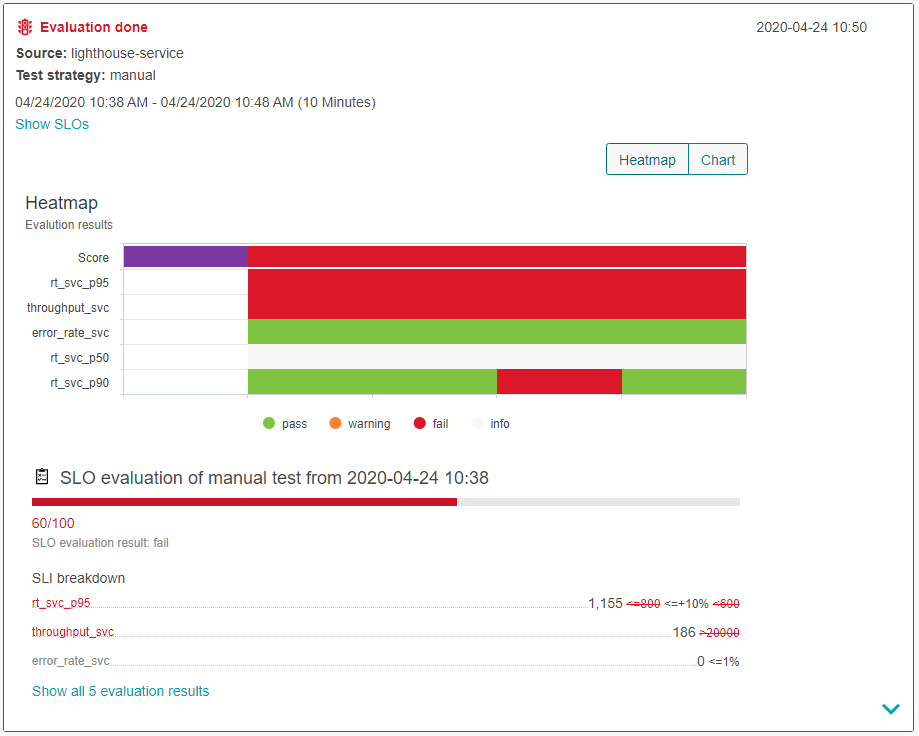 Evaluation done 2020-04-24 10:50
Source: lighthouse-service
Test strategy: manual
04/24/2020 10:38 AM - 04/24/2020 10:48 AM (10 Minutes)
Show SLOs
Heatmap Chart
Heatmap
Evalution results
Score
rt_svc_p95
throughput_svc
error_rate_svc
rt_svc_p50
rt_svc_p90
pass warning fail info
SLO evaluation of manual test from 2020-04-24 10:38
60/100
SLO evaluation result: fail
SLI breakdown
rt_svc_p95 1,155 <=800 <=+10% <600
throughput_svc 186 >20000
error_rate_svc 0 <=1%
Show all 5 evaluation results